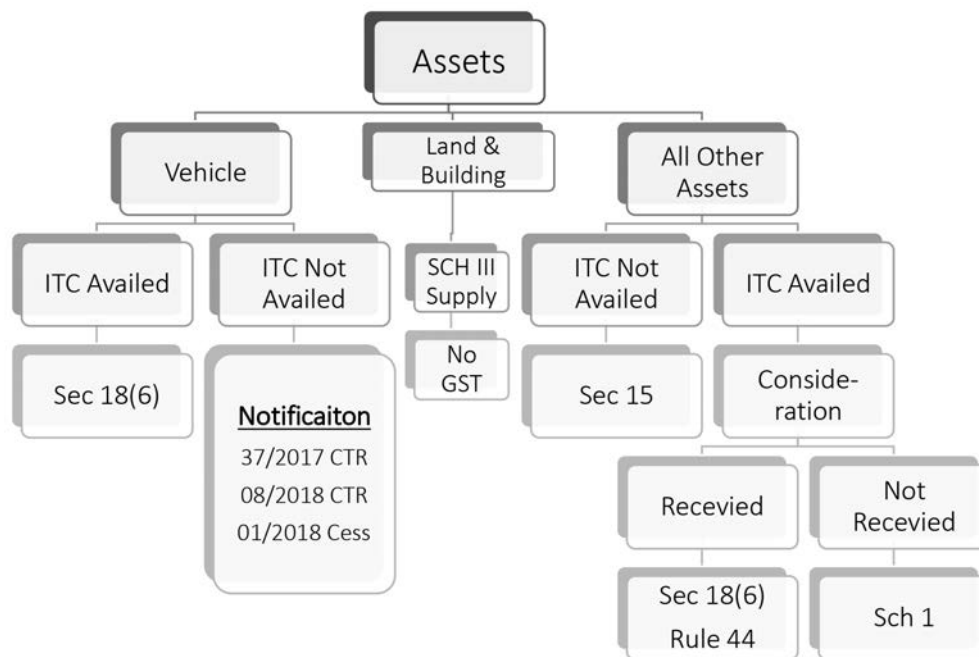 Assets
Vehicle
Land &
Building
All Other
Assets
ITC Availed
ITC Not
Availed
SCH III
Supply
ITC Not
Availed
ITC Availed
Sec 18(6)
Notificaiton
37/2017 CTR
08/2018 CTR
01/2018 Cess
No
GST
Sec 15
Conside-
ration
Recevied
Not
Recevied
Sec 18(6)
Rule 44
Sch 1